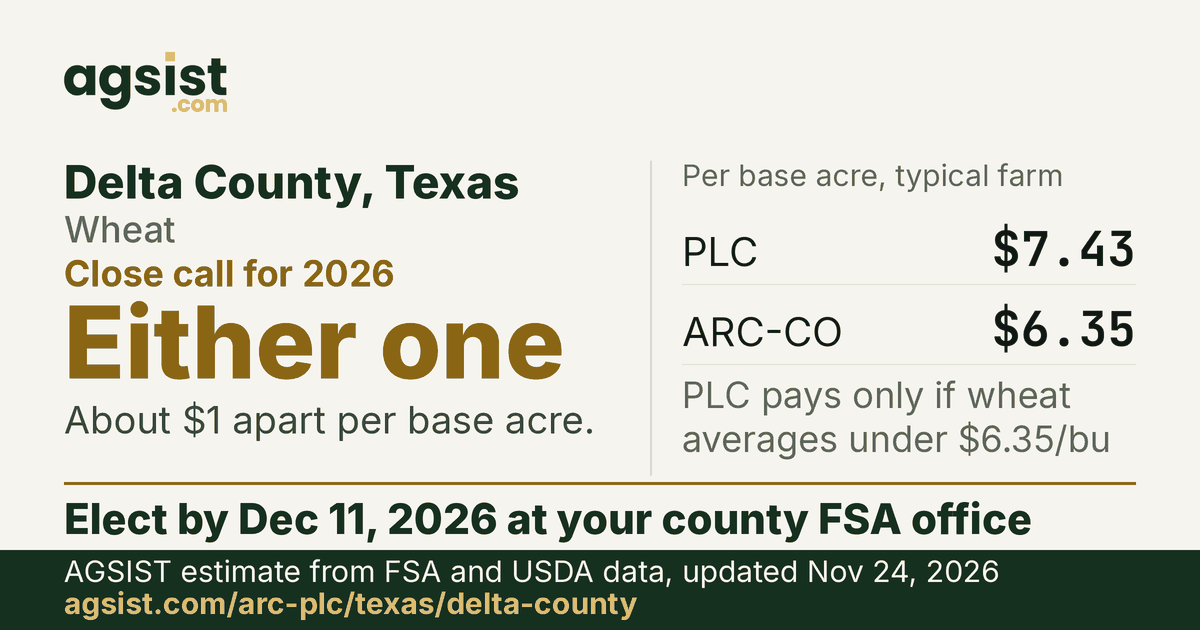 agsist
.com
Delta County, Texas
Wheat
Close call for 2026
Either one
About $1 apart per base acre.
Per base acre, typical farm
PLC $7.43
ARC-CO $6.35
PLC pays only if wheat
averages under $6.35/bu
Elect by Dec 11, 2026 at your county FSA office
AGSIST estimate from FSA and USDA data, updated Nov 24, 2026
agsist.com/arc-plc/texas/delta-county